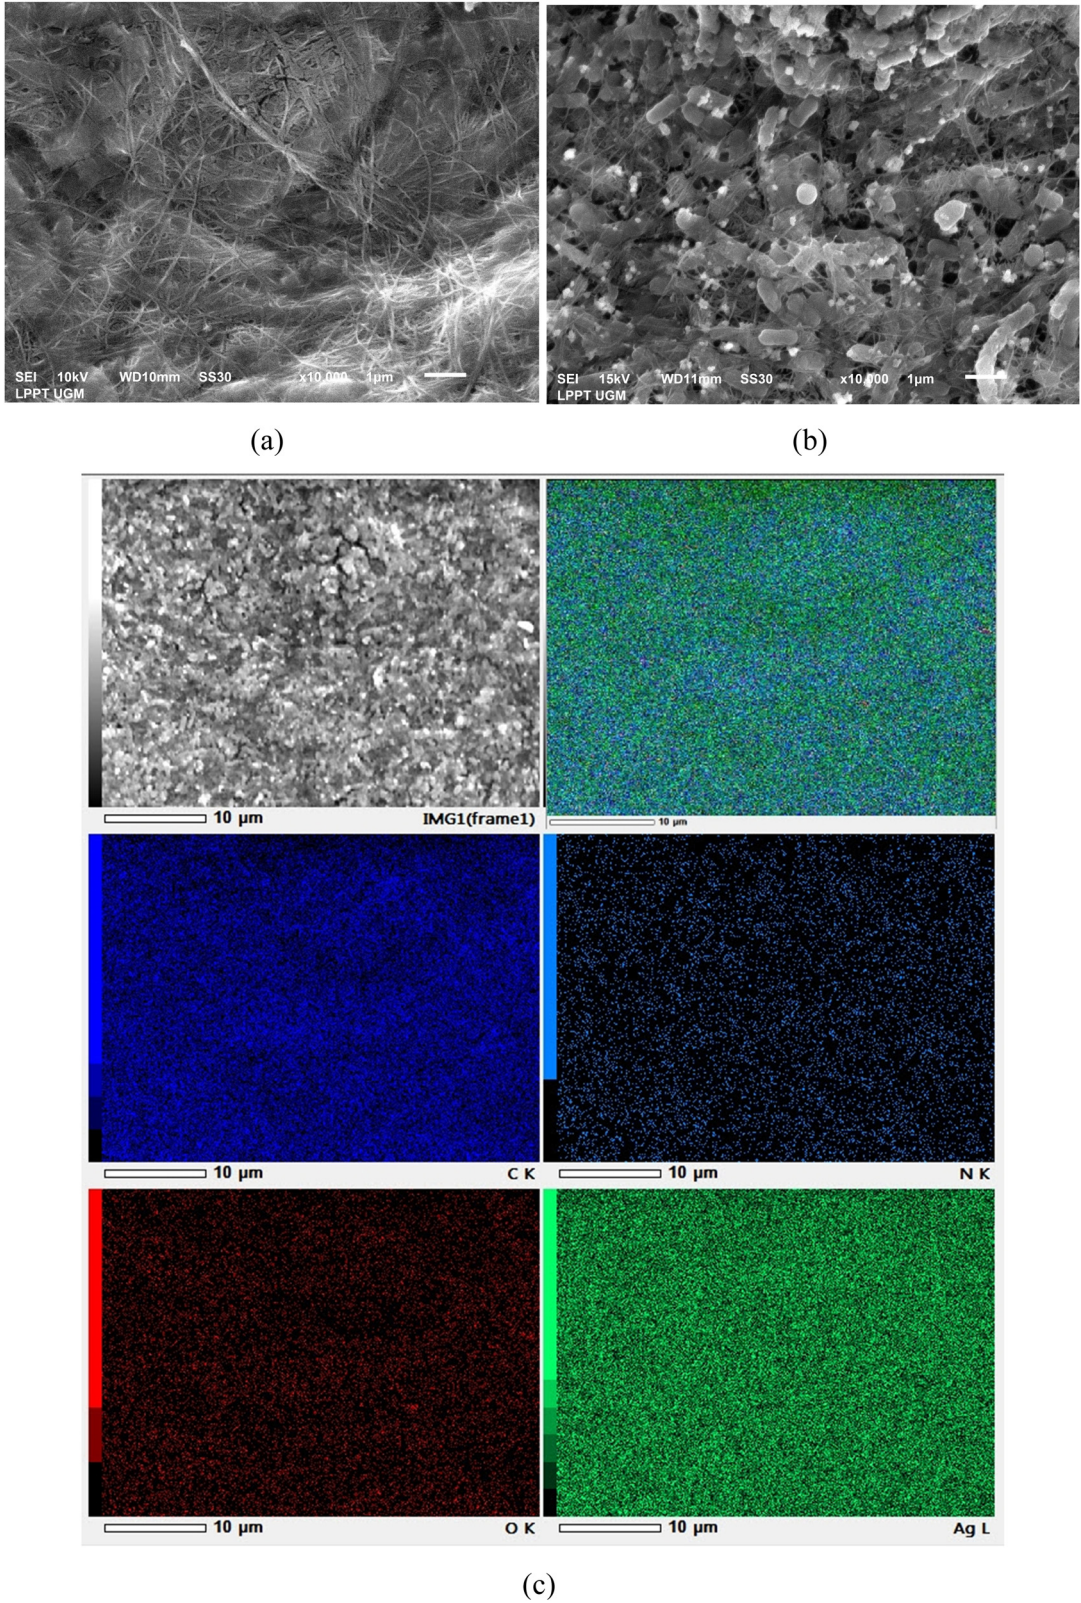 SEI 10kV WD10mm SS30 x10,000 1µm
LPPT UGM
SEI 15kV WD11mm SS30 x10,000 1µm
LPPT UGM
(a)
(b)
10 µm IMG1(frame1)
10 µm
10 µm C K
10 µm N K
10 µm O K
10 µm Ag L
(c)